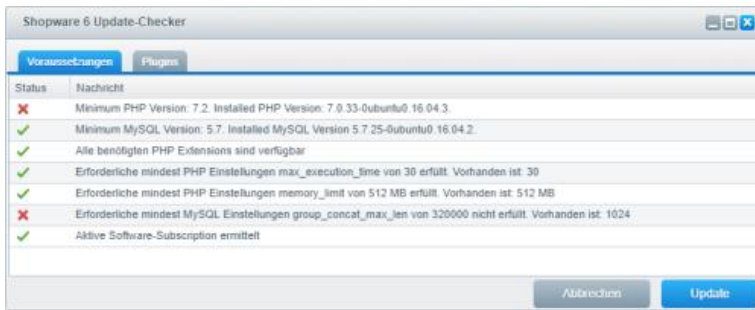 Shopware 6 Update-Checker
Voraussetzungen Plugins
Status Nachricht
Minimum PHP Version: 7.2. Installed PHP Version: 7.0.33-0ubuntu0.16.04.3.
Minimum MySQL Version: 5.7. Installed MySQL Version 5.7.25-0ubuntu0.16.04.2.
Alle benötigten PHP Extensions sind verfügbar
Erforderliche mindest PHP Einstellungen max_execution_time von 30 erfüllt. Vorhanden ist: 30
Erforderliche mindest PHP Einstellungen memory_limit von 512 MB erfüllt. Vorhanden ist: 512 MB
Erforderliche mindest MySQL Einstellungen group_concat_max_len von 320000 nicht erfüllt. Vorhanden ist: 1024
Aktive Software-Subscription ermittelt
Abbrechen Update